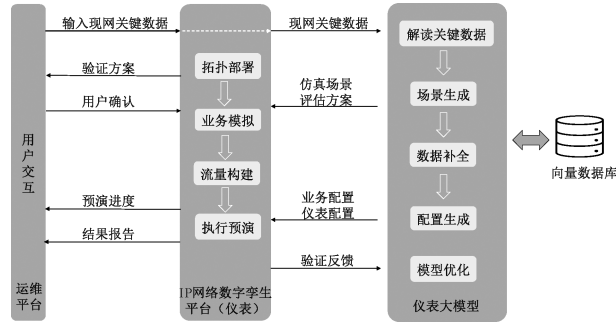 输入现网关键数据
验证方案
用户确认
预演进度
结果报告
用户交互
运维
平台
拓扑部署
业务模拟
流量构建
执行预演
IP网络数字孪生
平台（仪表）
现网关键数据
仿真场景
评估方案
业务配置
仪表配置
验证反馈
解读关键数据
场景生成
数据补全
配置生成
模型优化
仪表大模型
向量数据库